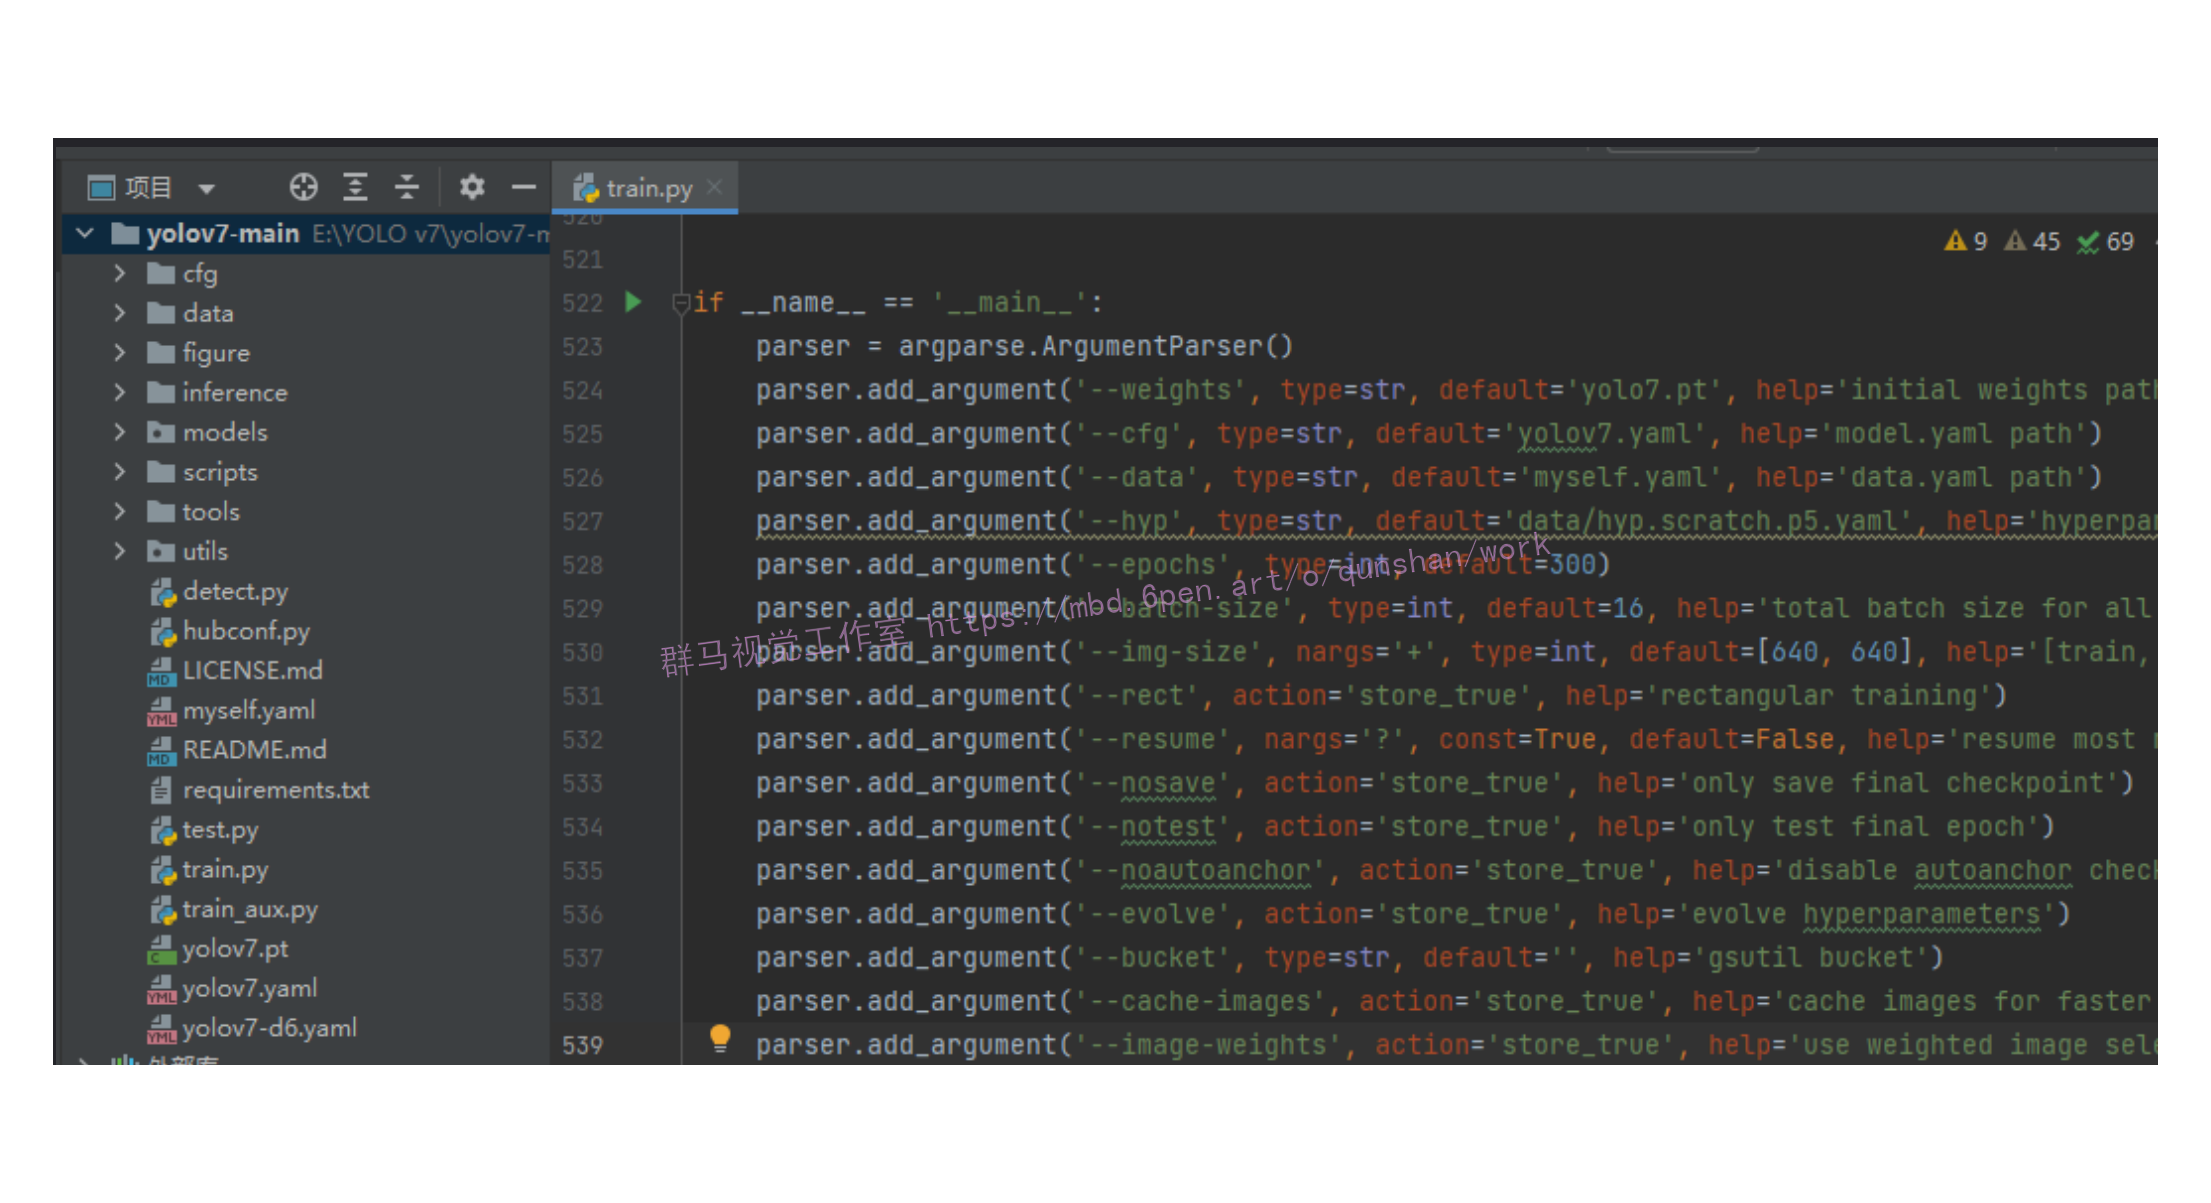 项目
train.py
yolov7-main E:\YOLO v7\yolov7-m
cfg
data
figure
inference
models
scripts
tools
utils
detect.py
hubconf.py
LICENSE.md
myself.yaml
README.md
requirements.txt
test.py
train.py
train_aux.py
yolov7.pt
yolov7.yaml
yolov7-d6.yaml
外部库
9 45 69
520
521
522 if __name__ == '__main__':
523 parser = argparse.ArgumentParser()
524 parser.add_argument('--weights', type=str, default='yolo7.pt', help='initial weights path
525 parser.add_argument('--cfg', type=str, default='yolov7.yaml', help='model.yaml path')
526 parser.add_argument('--data', type=str, default='myself.yaml', help='data.yaml path')
527 parser.add_argument('--hyp', type=str, default='data/hyp.scratch.p5.yaml', help='hyperpar
528 parser.add_argument('--epochs', type=int, default=300)
529 parser.add_argument('--batch-size', type=int, default=16, help='total batch size for all
530 parser.add_argument('--img-size', nargs='+', type=int, default=[640, 640], help='[train,
531 parser.add_argument('--rect', action='store_true', help='rectangular training')
532 parser.add_argument('--resume', nargs='?', const=True, default=False, help='resume most
533 parser.add_argument('--nosave', action='store_true', help='only save final checkpoint')
534 parser.add_argument('--notest', action='store_true', help='only test final epoch')
535 parser.add_argument('--noautoanchor', action='store_true', help='disable autoanchor check
536 parser.add_argument('--evolve', action='store_true', help='evolve hyperparameters')
537 parser.add_argument('--bucket', type=str, default='', help='gsutil bucket')
538 parser.add_argument('--cache-images', action='store_true', help='cache images for faster
539 parser.add_argument('--image-weights', action='store_true', help='use weighted image sele
群马视觉工作室 https://mbd.6pen.art/o/qunshan/work